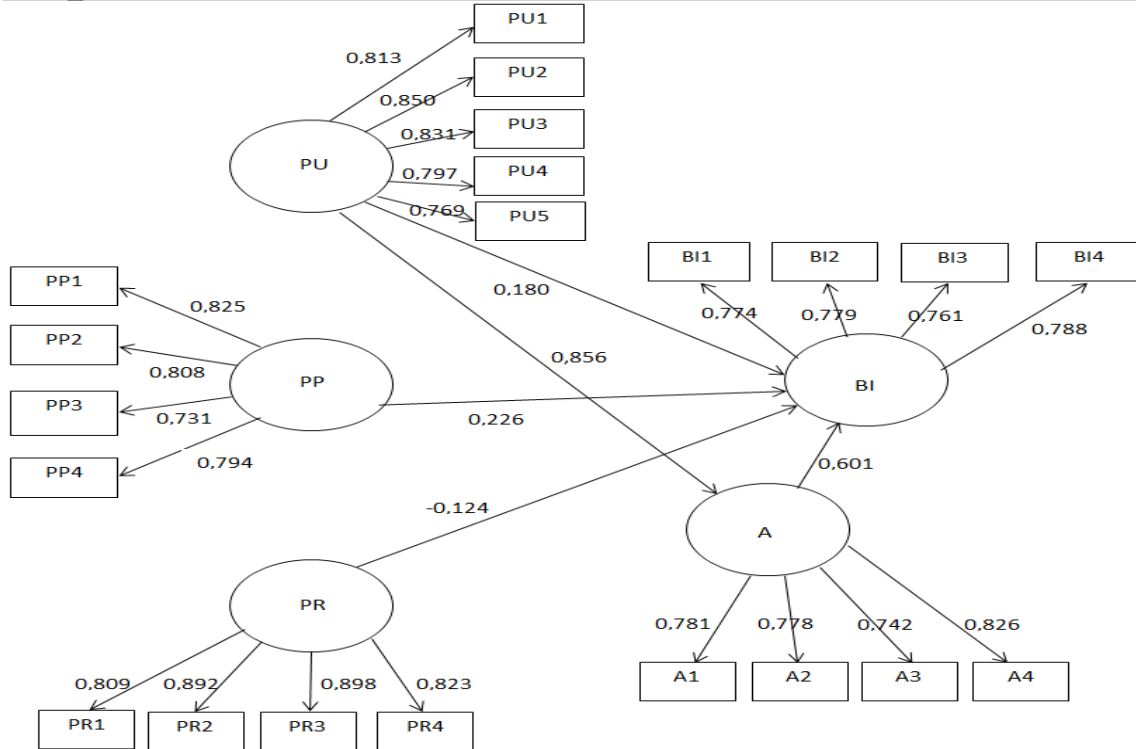 PU1
0,813
PU2
0,850
PU3
0,831
PU
PU4
0,797
PU5
0,769
BI1
BI2
BI3
BI4
PP1
0,180
0,825
0,774
0,779
0,761
0,788
PP2
0,856
0,808
PP
BI
PP3
0,731
0,226
PP4
0,794
0,601
-0,124
A
PR
0,781
0,778
0,742
0,826
0,809
0,892
0,898
0,823
A1
A2
A3
A4
PR1
PR2
PR3
PR4